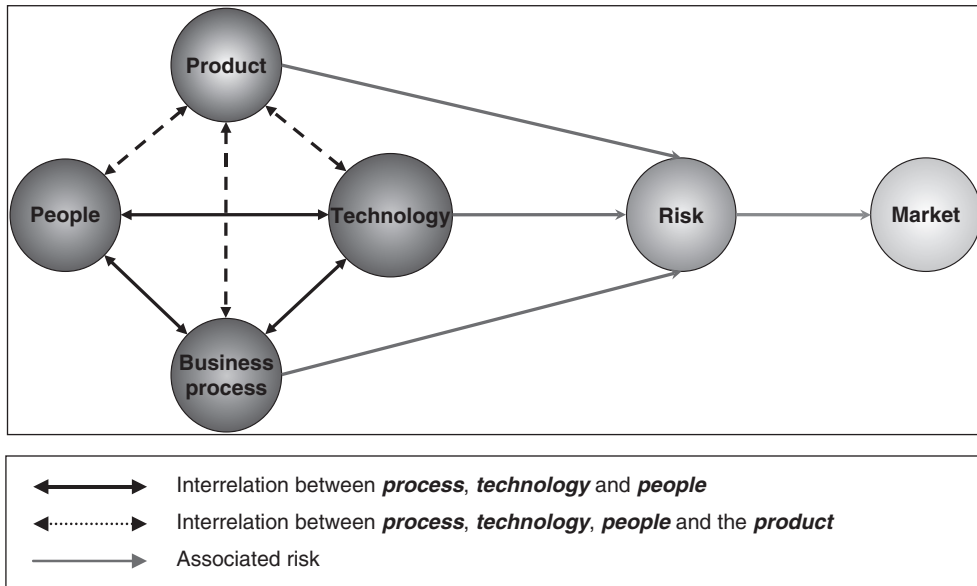 Product
People
Technology
Risk
Market
Business
process
Interrelation between process, technology and people
Interrelation between process, technology, people and the product
Associated risk